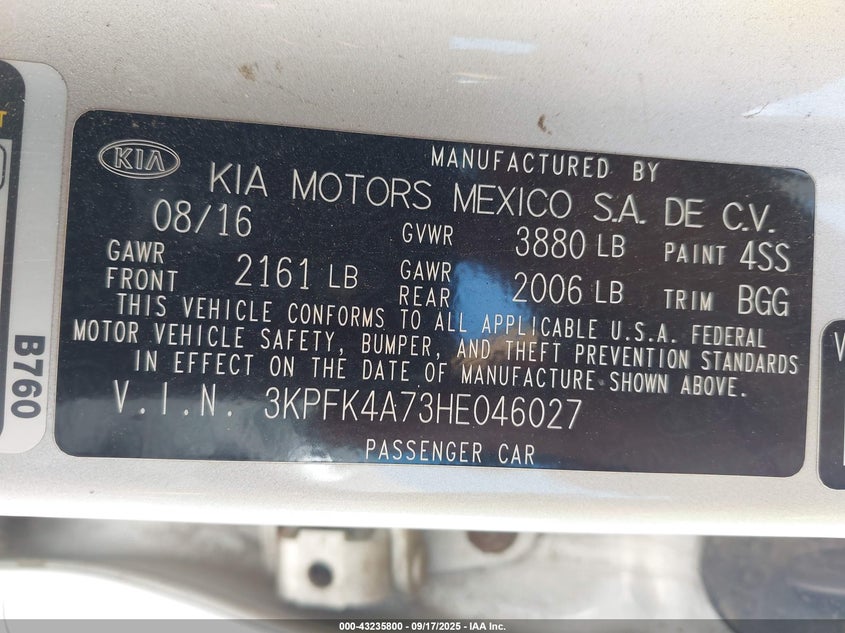 KIA
MANUFACTURED BY
KIA MOTORS MEXICO S.A. DE C.V.
08/16 GVWR 3880 LB PAINT 4SS
GAWR FRONT 2161 LB GAWR REAR 2006 LB TRIM BGG
THIS VEHICLE CONFORMS TO ALL APPLICABLE U.S.A. FEDERAL
MOTOR VEHICLE SAFETY, BUMPER, AND THEFT PREVENTION STANDARDS
IN EFFECT ON THE DATE OF MANUFACTURE SHOWN ABOVE.
V.I.N. 3KPFK4A73HE046027
PASSENGER CAR
B760
000-43235800 - 09/17/2025 - IAA Inc.